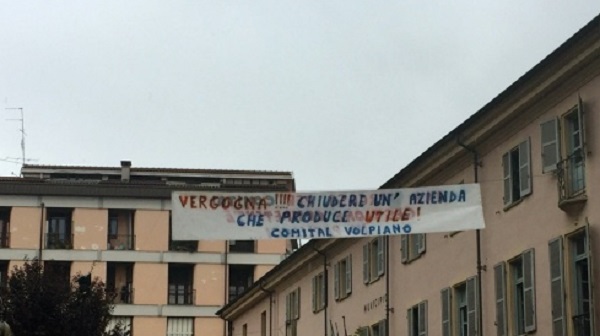 VERGOGNA !!!! CHIUDERE UN' AZIENDA
CHE PRODUCE UTILE!
COMITAL VOLPIANO